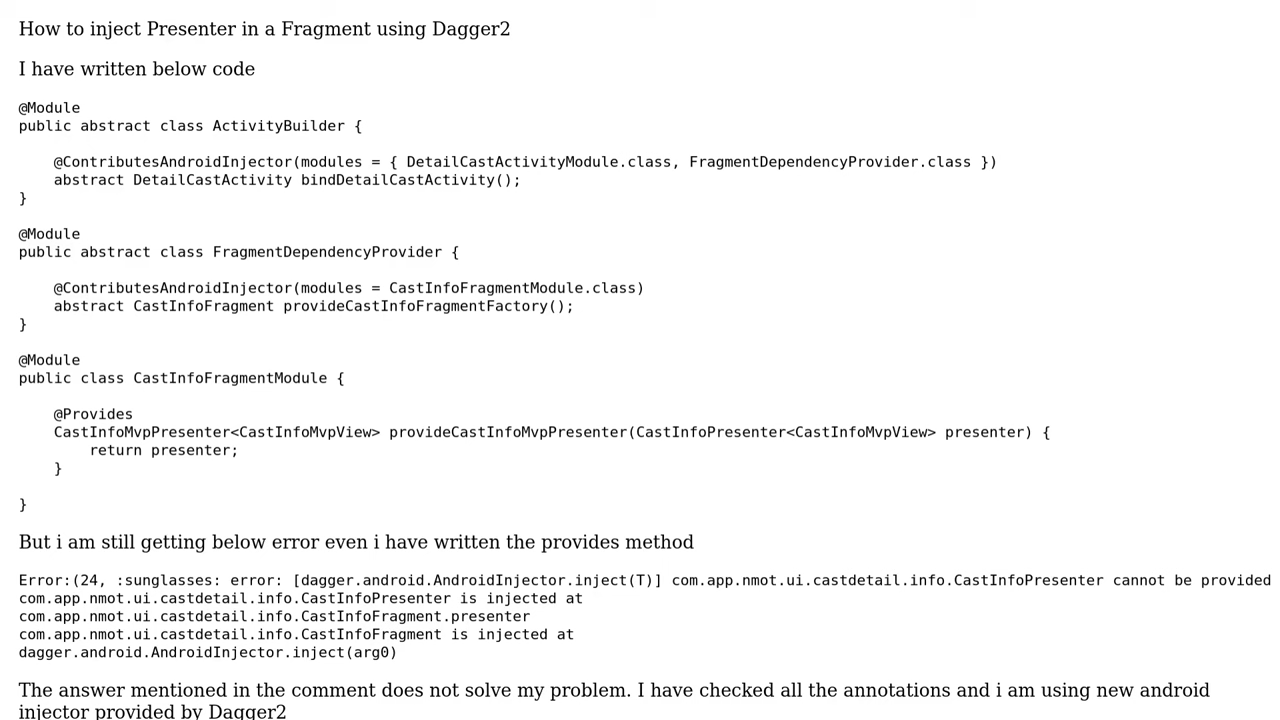 How to inject Presenter in a Fragment using Dagger2
I have written below code
@Module
public abstract class ActivityBuilder {
    @ContributesAndroidInjector(modules = { DetailCastActivityModule.class, FragmentDependencyProvider.class })
    abstract DetailCastActivity bindDetailCastActivity();
}
@Module
public abstract class FragmentDependencyProvider {
    @ContributesAndroidInjector(modules = CastInfoFragmentModule.class)
    abstract CastInfoFragment provideCastInfoFragmentFactory();
}
@Module
public class CastInfoFragmentModule {
    @Provides
    CastInfoMvpPresenter<CastInfoMvpView> provideCastInfoMvpPresenter(CastInfoPresenter<CastInfoMvpView> presenter) {
        return presenter;
    }
}
But i am still getting below error even i have written the provides method
Error:(24, :sunglasses: error: [dagger.android.AndroidInjector.inject(T)] com.app.nmot.ui.castdetail.info.CastInfoPresenter cannot be provided
com.app.nmot.ui.castdetail.info.CastInfoPresenter is injected at
com.app.nmot.ui.castdetail.info.CastInfoFragment.presenter
com.app.nmot.ui.castdetail.info.CastInfoFragment is injected at
dagger.android.AndroidInjector.inject(arg0)
The answer mentioned in the comment does not solve my problem. I have checked all the annotations and i am using new android
injector provided by Dagger2